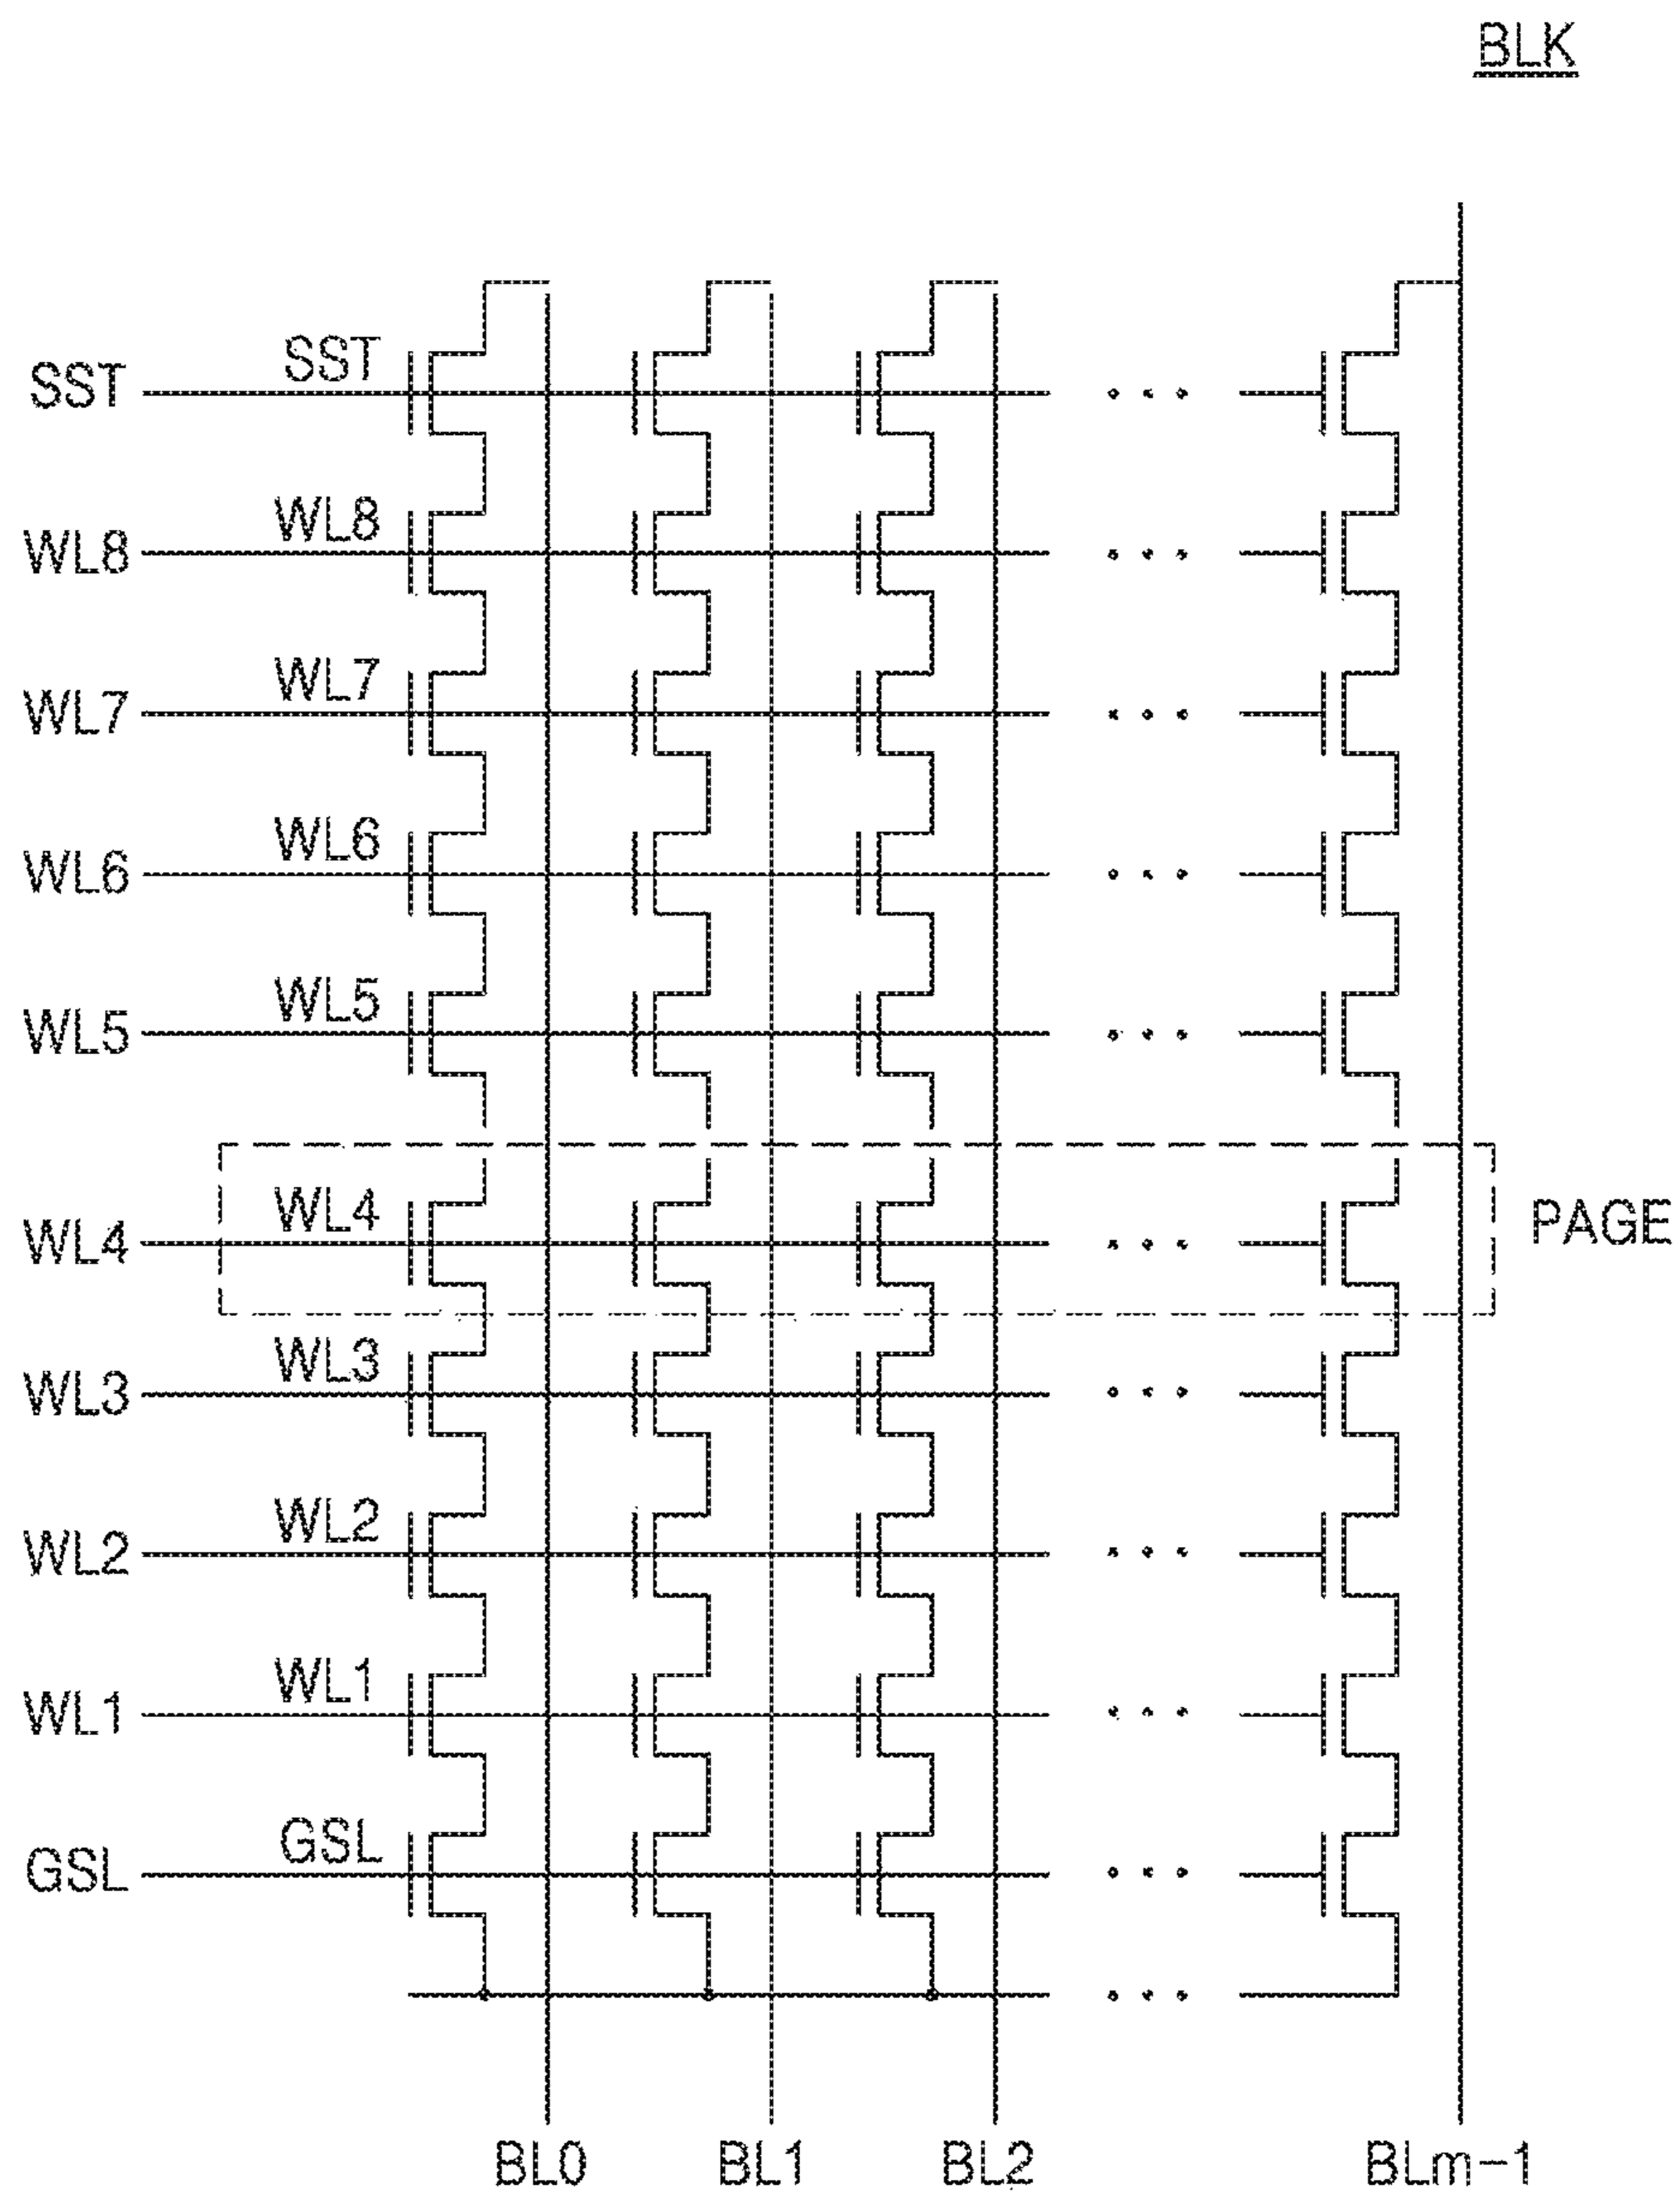 BLK
SST SST
WL8 WL8
WL7 WL7
WL6 WL6
WL5 WL5
WL4 WL4 PAGE
WL3 WL3
WL2 WL2
WL1 WL1
GSL GSL
BL0 BL1 BL2 BLm-1